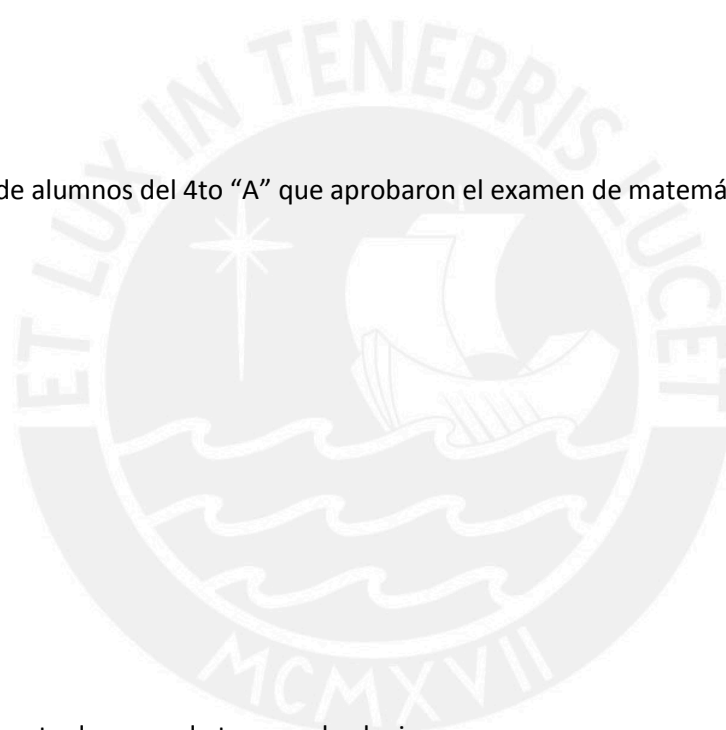 ET LUX IN TENEBRIS LUCET
de alumnos del 4to “A” que aprobaron el examen de matemá
MCMXVII